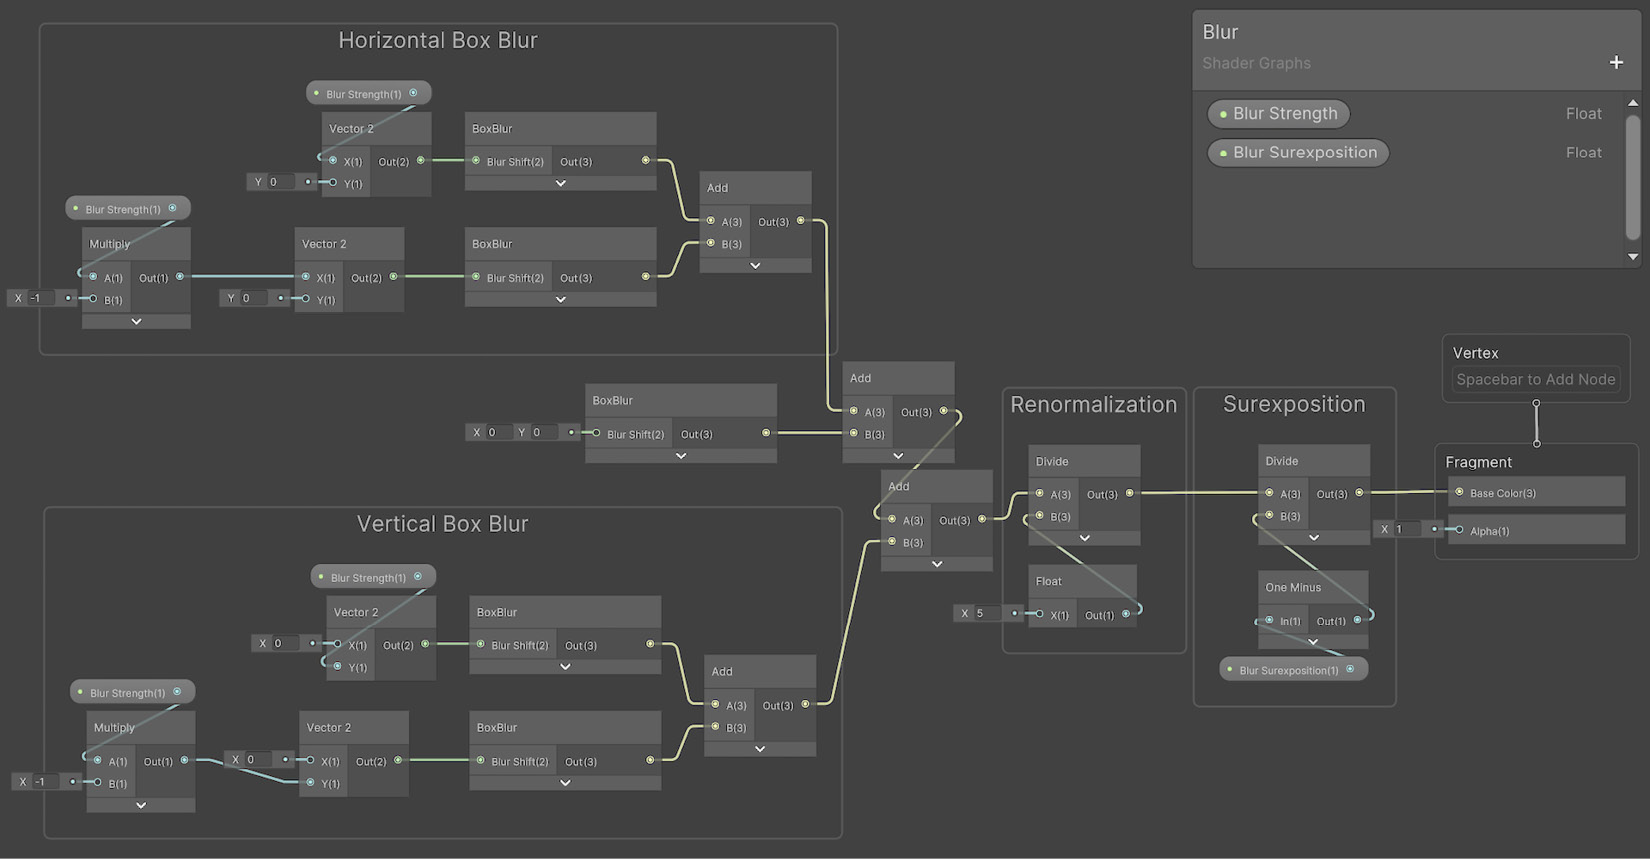 Horizontal Box Blur
Blur Strength(1)
Vector 2
X(1) Out(2)
Y 0 Y(1)
BoxBlur
Blur Shift(2) Out(3)
Blur Strength(1)
Multiply
A(1) Out(1)
X -1 B(1)
Vector 2
X(1) Out(2)
Y 0 Y(1)
BoxBlur
Blur Shift(2) Out(3)
Add
A(3) Out(3)
B(3)
BoxBlur
X 0 Y 0 Blur Shift(2) Out(3)
Add
A(3) Out(3)
B(3)
Add
A(3) Out(3)
B(3)
Vertical Box Blur
Blur Strength(1)
Vector 2
X 0 X(1) Out(2)
Y(1)
BoxBlur
Blur Shift(2) Out(3)
Blur Strength(1)
Multiply
A(1) Out(1)
X -1 B(1)
Vector 2
X 0 X(1) Out(2)
Y(1)
BoxBlur
Blur Shift(2) Out(3)
Add
A(3) Out(3)
B(3)
Renormalization
Divide
A(3) Out(3)
B(3)
Float
X 5 X(1) Out(1)
Surexposition
Divide
A(3) Out(3)
B(3)
One Minus
In(1) Out(1)
Blur Surexposition(1)
Blur
Shader Graphs
+
Blur Strength Float
Blur Surexposition Float
Vertex
Spacebar to Add Node
Fragment
Base Color(3)
X 1 Alpha(1)